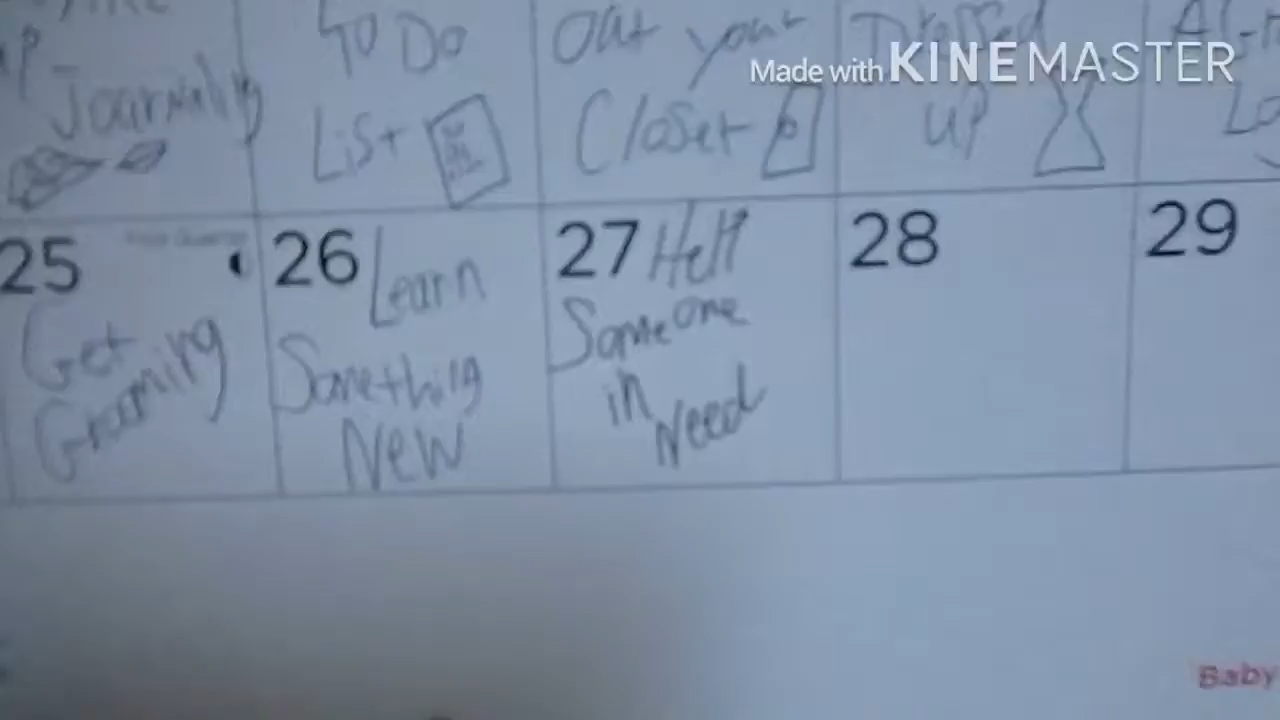 To Do
Out your
Dressed
Made with KINEMASTER
Journaling
List
Closet
up
25
26 Learn
27 Help
28
29
Get
Grooming
Something
New
Someone
in
Need
Baby